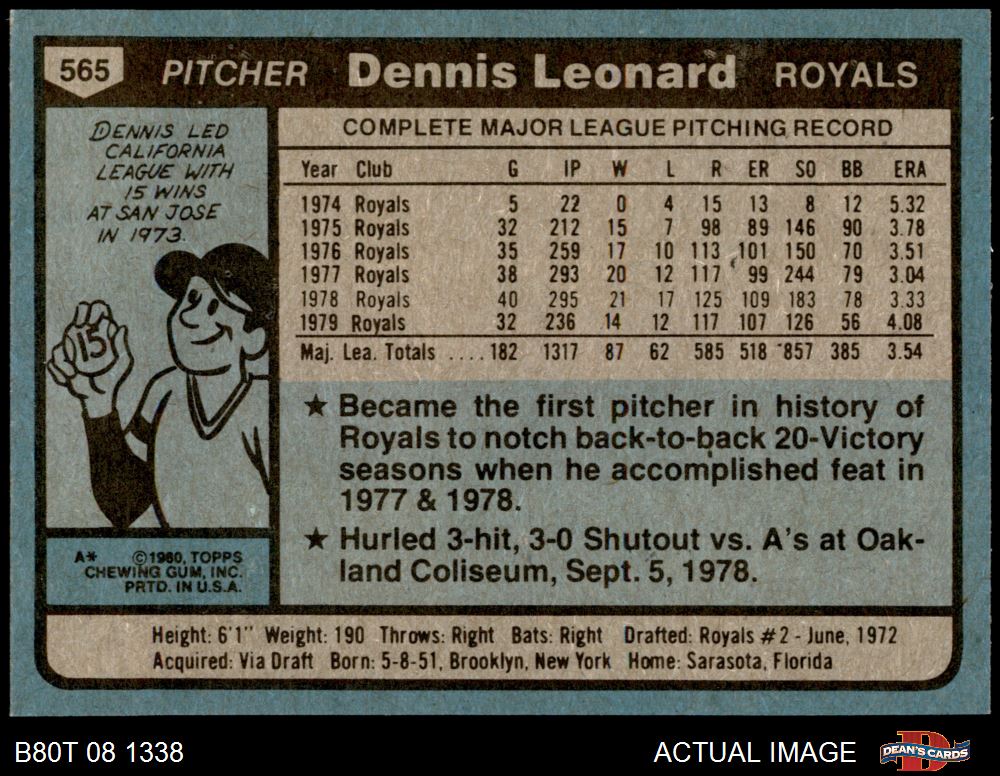 565 PITCHER Dennis Leonard ROYALS
DENNIS LED
CALIFORNIA
LEAGUE WITH
15 WINS
AT SAN JOSE
IN 1973.
15
A* ©1980, TOPPS
CHEWING GUM, INC.
PRTD. IN U.S.A.
COMPLETE MAJOR LEAGUE PITCHING RECORD
Year Club G IP W L R ER SO BB ERA
1974 Royals 5 22 0 4 15 13 8 12 5.32
1975 Royals 32 212 15 7 98 89 146 90 3.78
1976 Royals 35 259 17 10 113 101 150 70 3.51
1977 Royals 38 293 20 12 117 99 244 79 3.04
1978 Royals 40 295 21 17 125 109 183 78 3.33
1979 Royals 32 236 14 12 117 107 126 56 4.08
Maj. Lea. Totals ....182 1317 87 62 585 518 857 385 3.54
★ Became the first pitcher in history of
Royals to notch back-to-back 20-Victory
seasons when he accomplished feat in
1977 & 1978.
★ Hurled 3-hit, 3-0 Shutout vs. A's at Oak-
land Coliseum, Sept. 5, 1978.
Height: 6'1" Weight: 190 Throws: Right Bats: Right Drafted: Royals #2 - June, 1972
Acquired: Via Draft Born: 5-8-51, Brooklyn, New York Home: Sarasota, Florida
B80T 08 1338 ACTUAL IMAGE DEAN'S CARDS